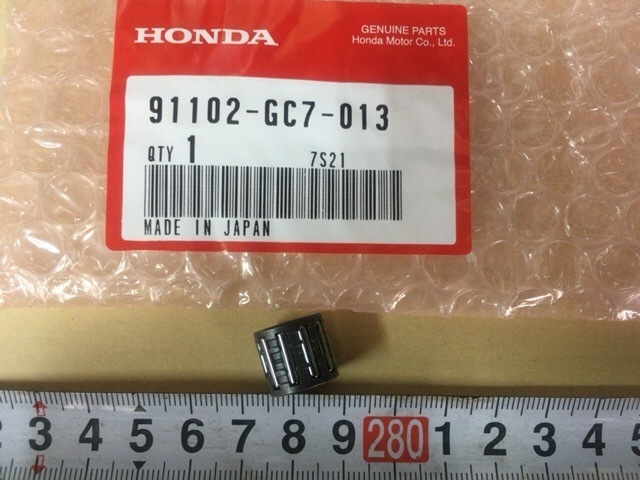 HONDA
GENUINE PARTS
Honda Motor Co., Ltd.
91102-GC7-013
QTY 1 7S21
MADE IN JAPAN
2 3 4 5 6 7 8 9 280 1 2 3 4